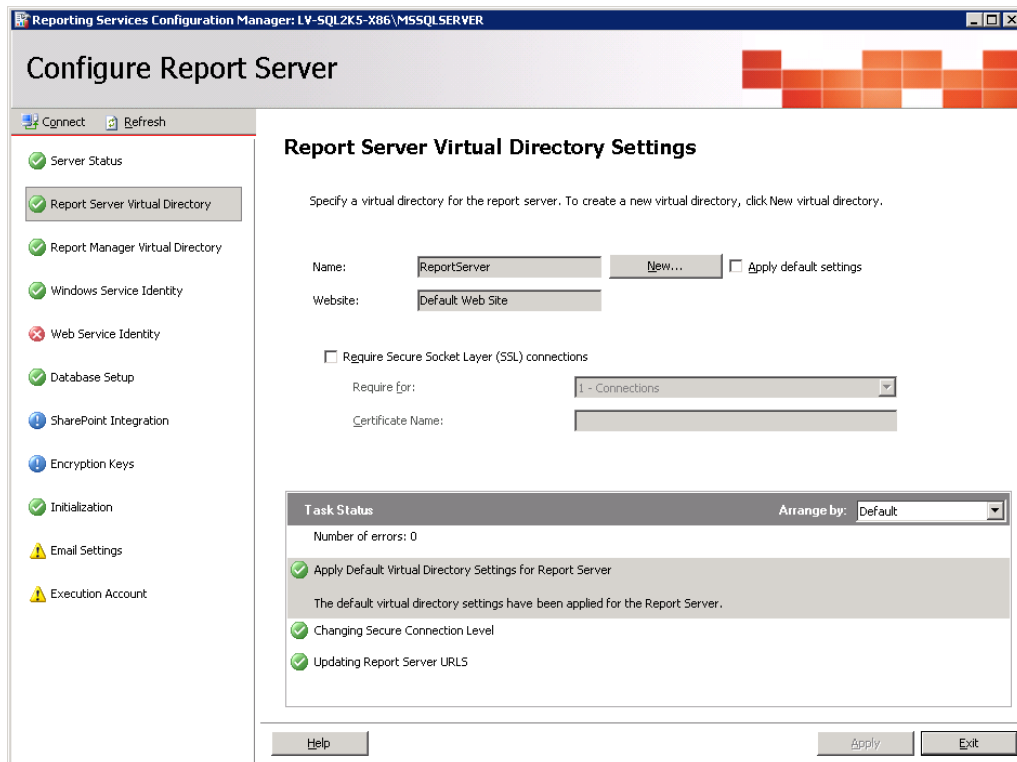 Reporting Services Configuration Manager: LV-SQL2K5-X86\MSSQLSERVER
Configure Report Server
Connect Refresh
Server Status
Report Server Virtual Directory
Report Manager Virtual Directory
Windows Service Identity
Web Service Identity
Database Setup
SharePoint Integration
Encryption Keys
Initialization
Email Settings
Execution Account
Report Server Virtual Directory Settings
Specify a virtual directory for the report server. To create a new virtual directory, click New virtual directory.
Name: ReportServer New... Apply default settings
Website: Default Web Site
Require Secure Socket Layer (SSL) connections
Require for: 1 - Connections
Certificate Name:
Task Status Arrange by: Default
Number of errors: 0
Apply Default Virtual Directory Settings for Report Server
The default virtual directory settings have been applied for the Report Server.
Changing Secure Connection Level
Updating Report Server URLS
Help Apply Exit